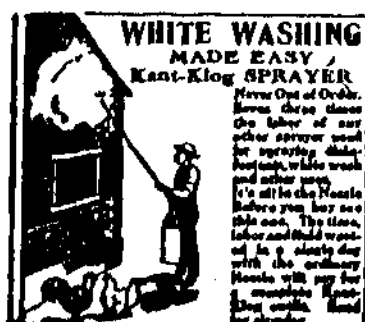 WHITE WASHING
MADE EASY
Kant-Klog SPRAYER
Never Out of Order.
Saves three times
the labor of any
other sprayer used
for spraying disin-
fectants, white wash
and other uses.
It's all in the Nozzle
Before you buy see
this one. The time,
labor and fluid wast-
ed in a single day
with the ordinary
Nozzle will pay for